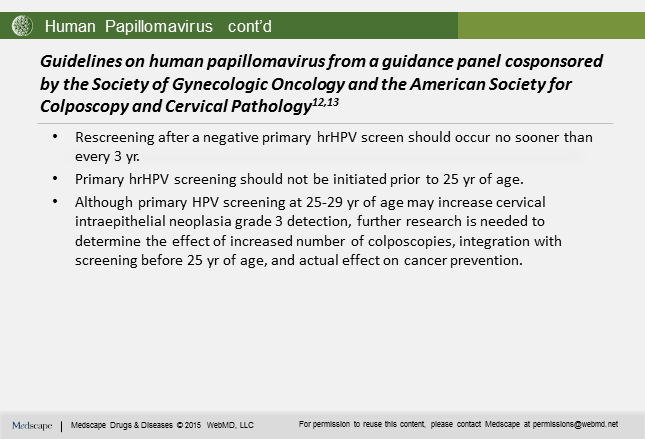 Human Papillomavirus cont’d
Guidelines on human papillomavirus from a guidance panel cosponsored
by the Society of Gynecologic Oncology and the American Society for
Colposcopy and Cervical Pathology12,13
• Rescreening after a negative primary hrHPV screen should occur no sooner than
every 3 yr.
• Primary hrHPV screening should not be initiated prior to 25 yr of age.
• Although primary HPV screening at 25-29 yr of age may increase cervical
intraepithelial neoplasia grade 3 detection, further research is needed to
determine the effect of increased number of colposcopies, integration with
screening before 25 yr of age, and actual effect on cancer prevention.
Medscape | Medscape Drugs & Diseases © 2015 WebMD, LLC For permission to reuse this content, please contact Medscape at permissions@webmd.net